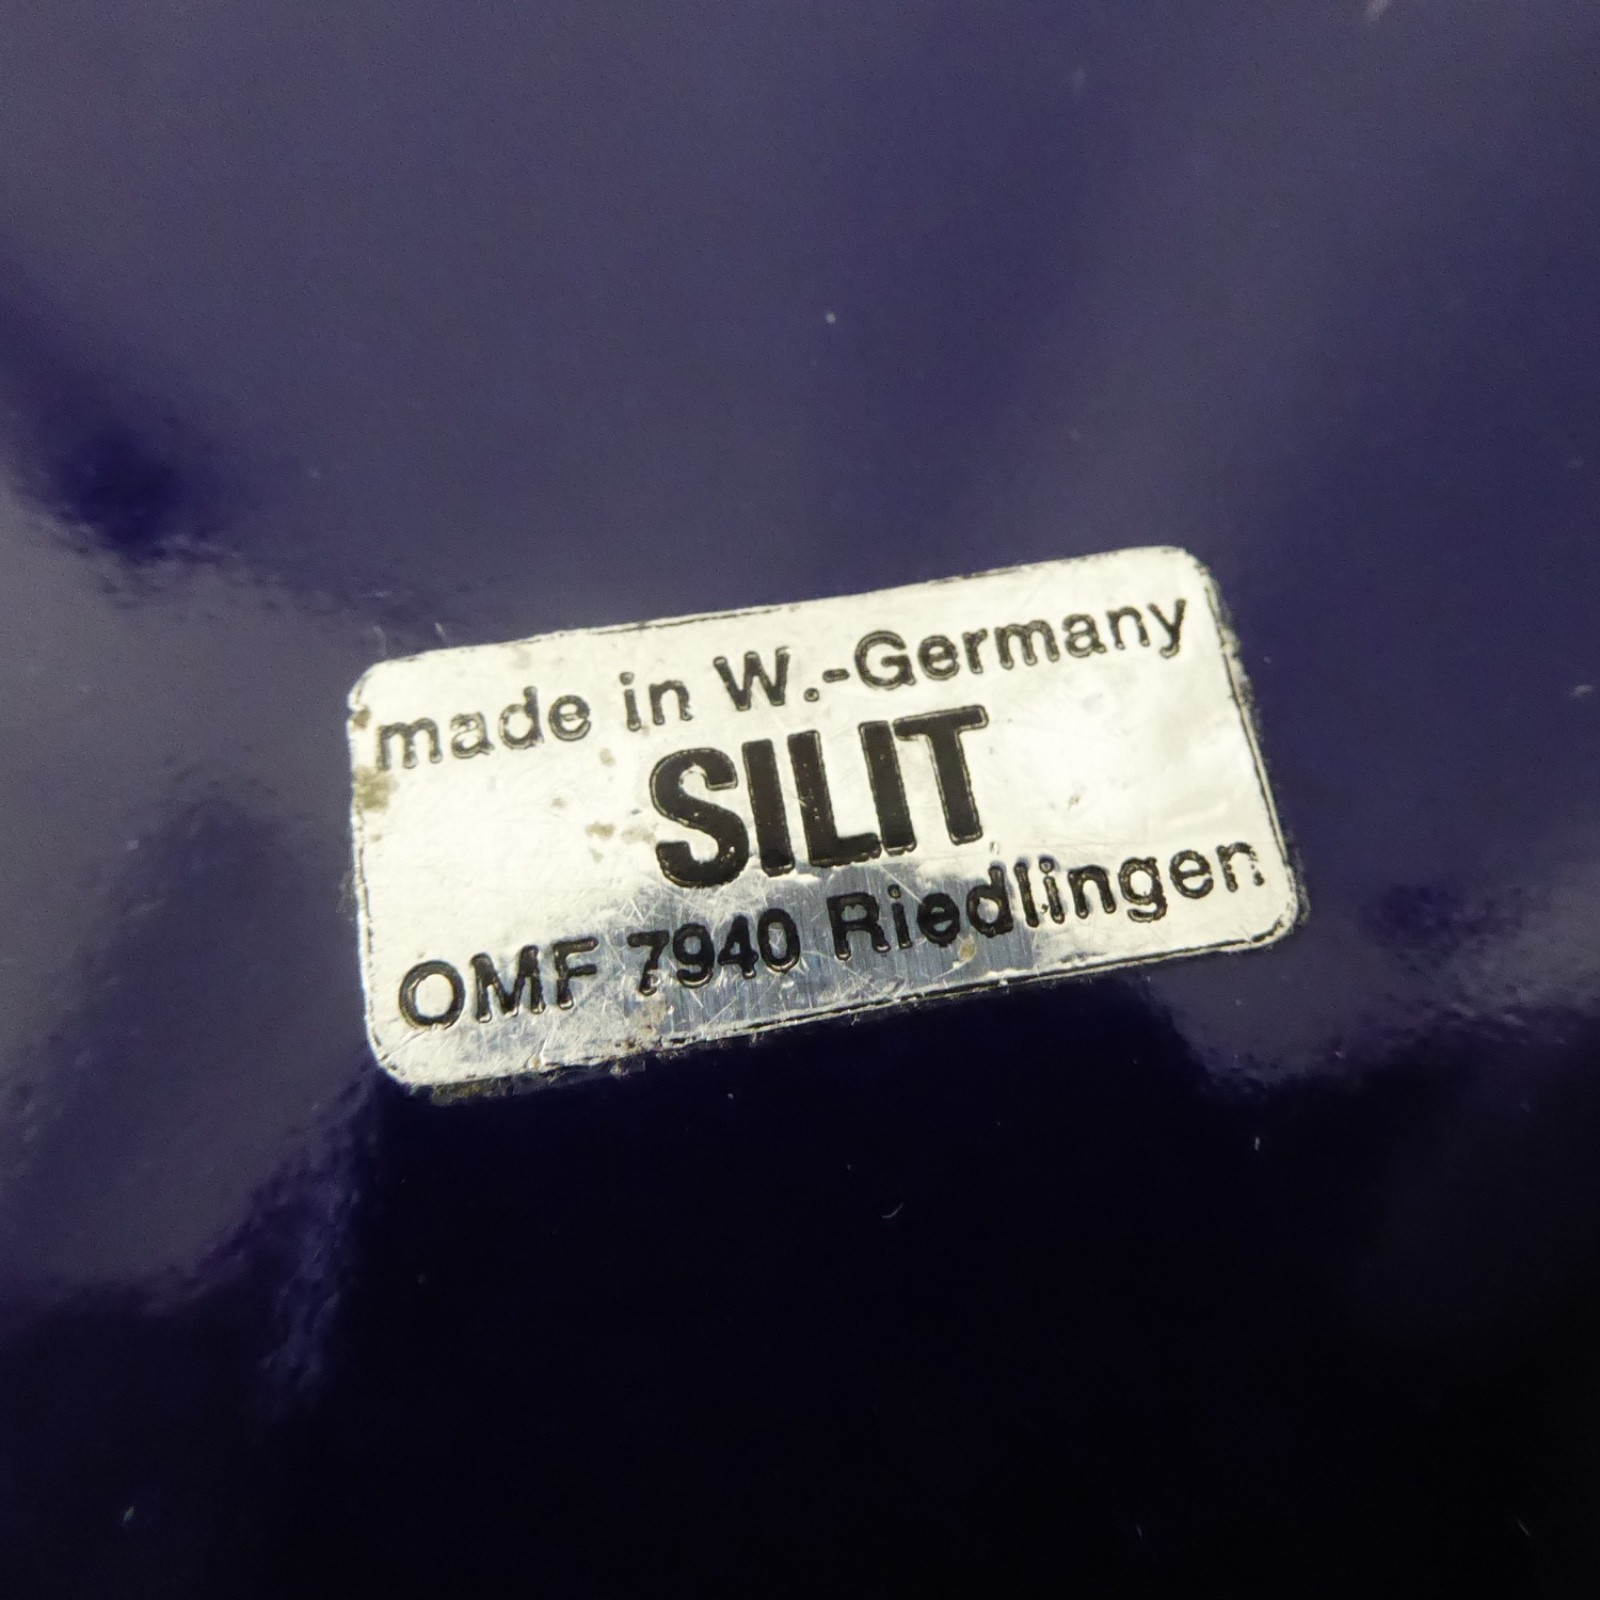 made in W.-Germany
SILIT
OMF 7940 Riedlingen